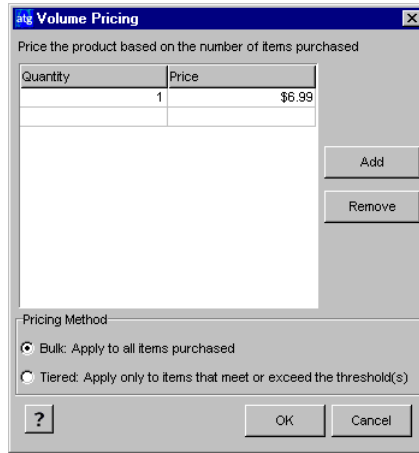 atg Volume Pricing
Price the product based on the number of items purchased
Quantity Price
1 $6.99
Add
Remove
Pricing Method
Bulk: Apply to all items purchased
Tiered: Apply only to items that meet or exceed the threshold(s)
? OK Cancel